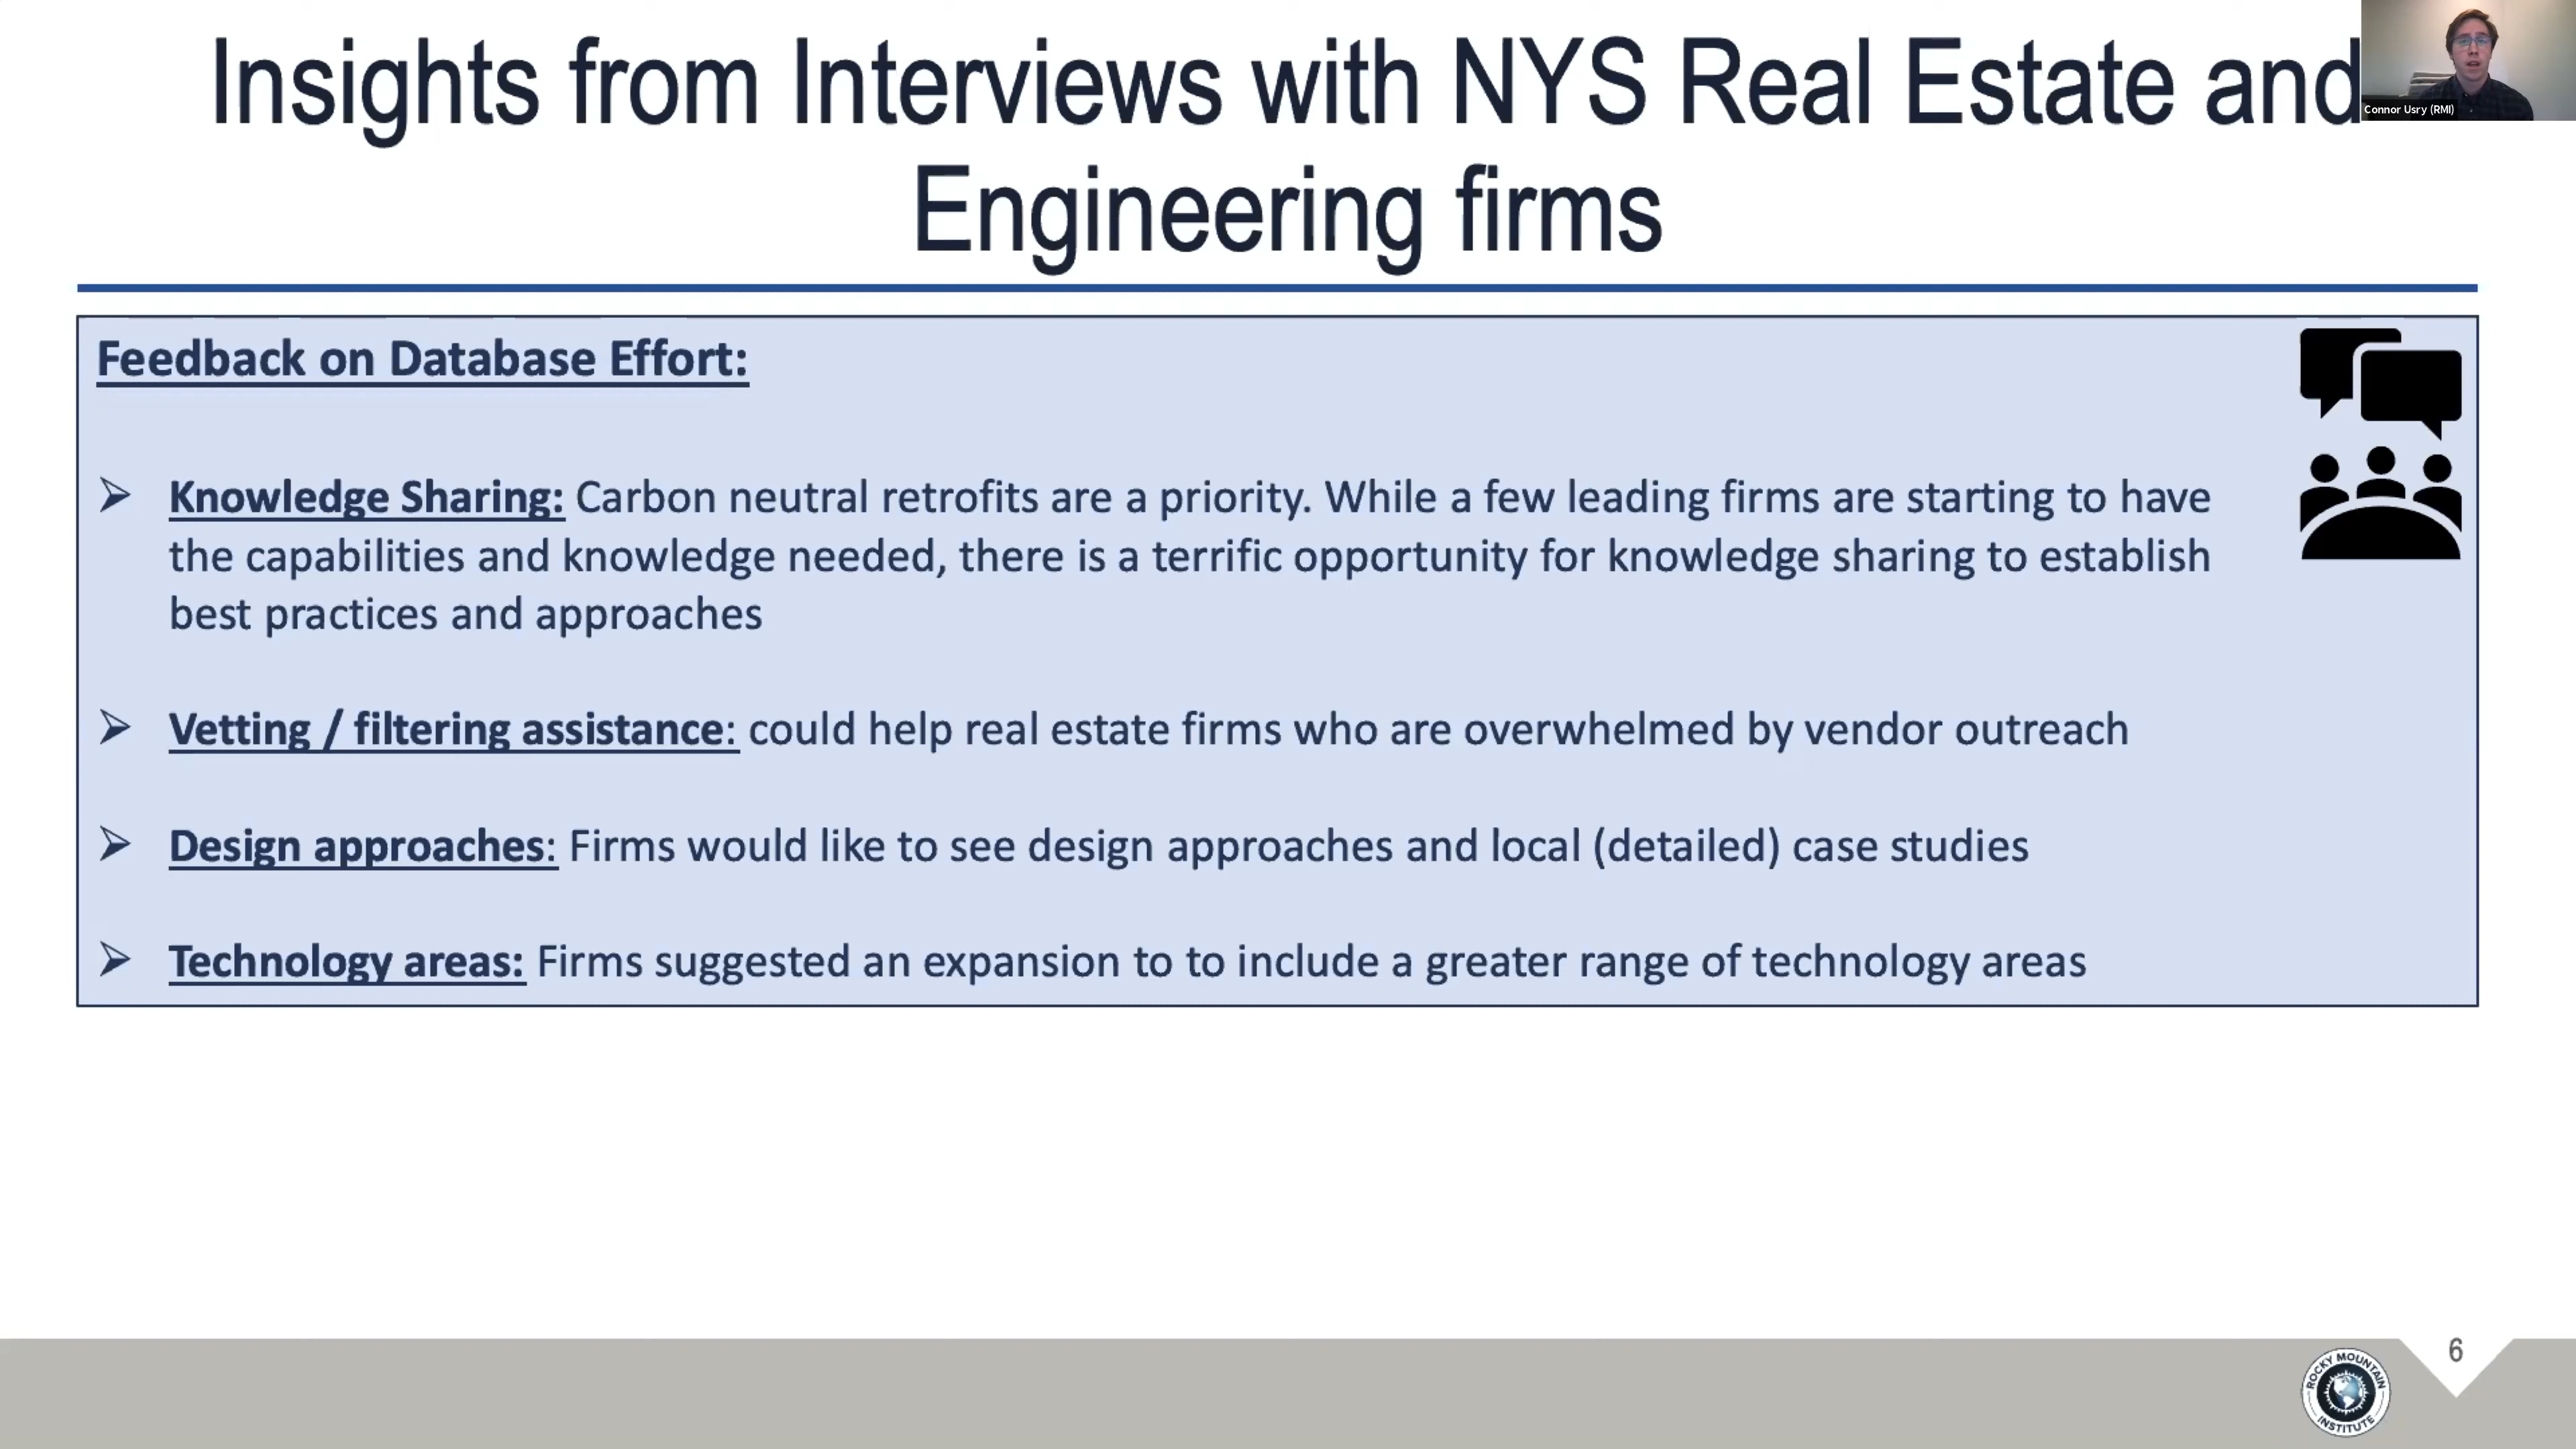 Insights from Interviews with NYS Real Estate and
Engineering firms
Connor Usry (RMI)
Feedback on Database Effort:
➢ Knowledge Sharing: Carbon neutral retrofits are a priority. While a few leading firms are starting to have
the capabilities and knowledge needed, there is a terrific opportunity for knowledge sharing to establish
best practices and approaches
➢ Vetting / filtering assistance: could help real estate firms who are overwhelmed by vendor outreach
➢ Design approaches: Firms would like to see design approaches and local (detailed) case studies
➢ Technology areas: Firms suggested an expansion to to include a greater range of technology areas
6
ROCKY MOUNTAIN
INSTITUTE